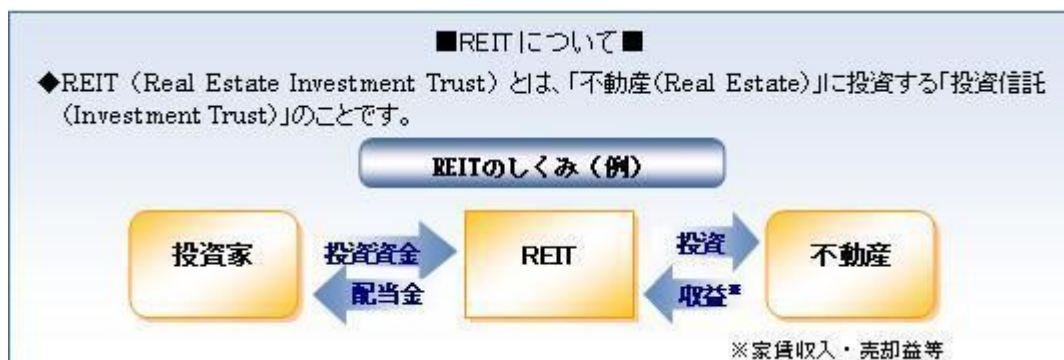 ■REITについて■
◆REIT（Real Estate Investment Trust）とは、「不動産(Real Estate)」に投資する「投資信託
(Investment Trust)」のことです。
REITのしくみ（例）
投資家
投資資金
配当金
REIT
投資
収益※
不動産
※家賃収入・売却益等